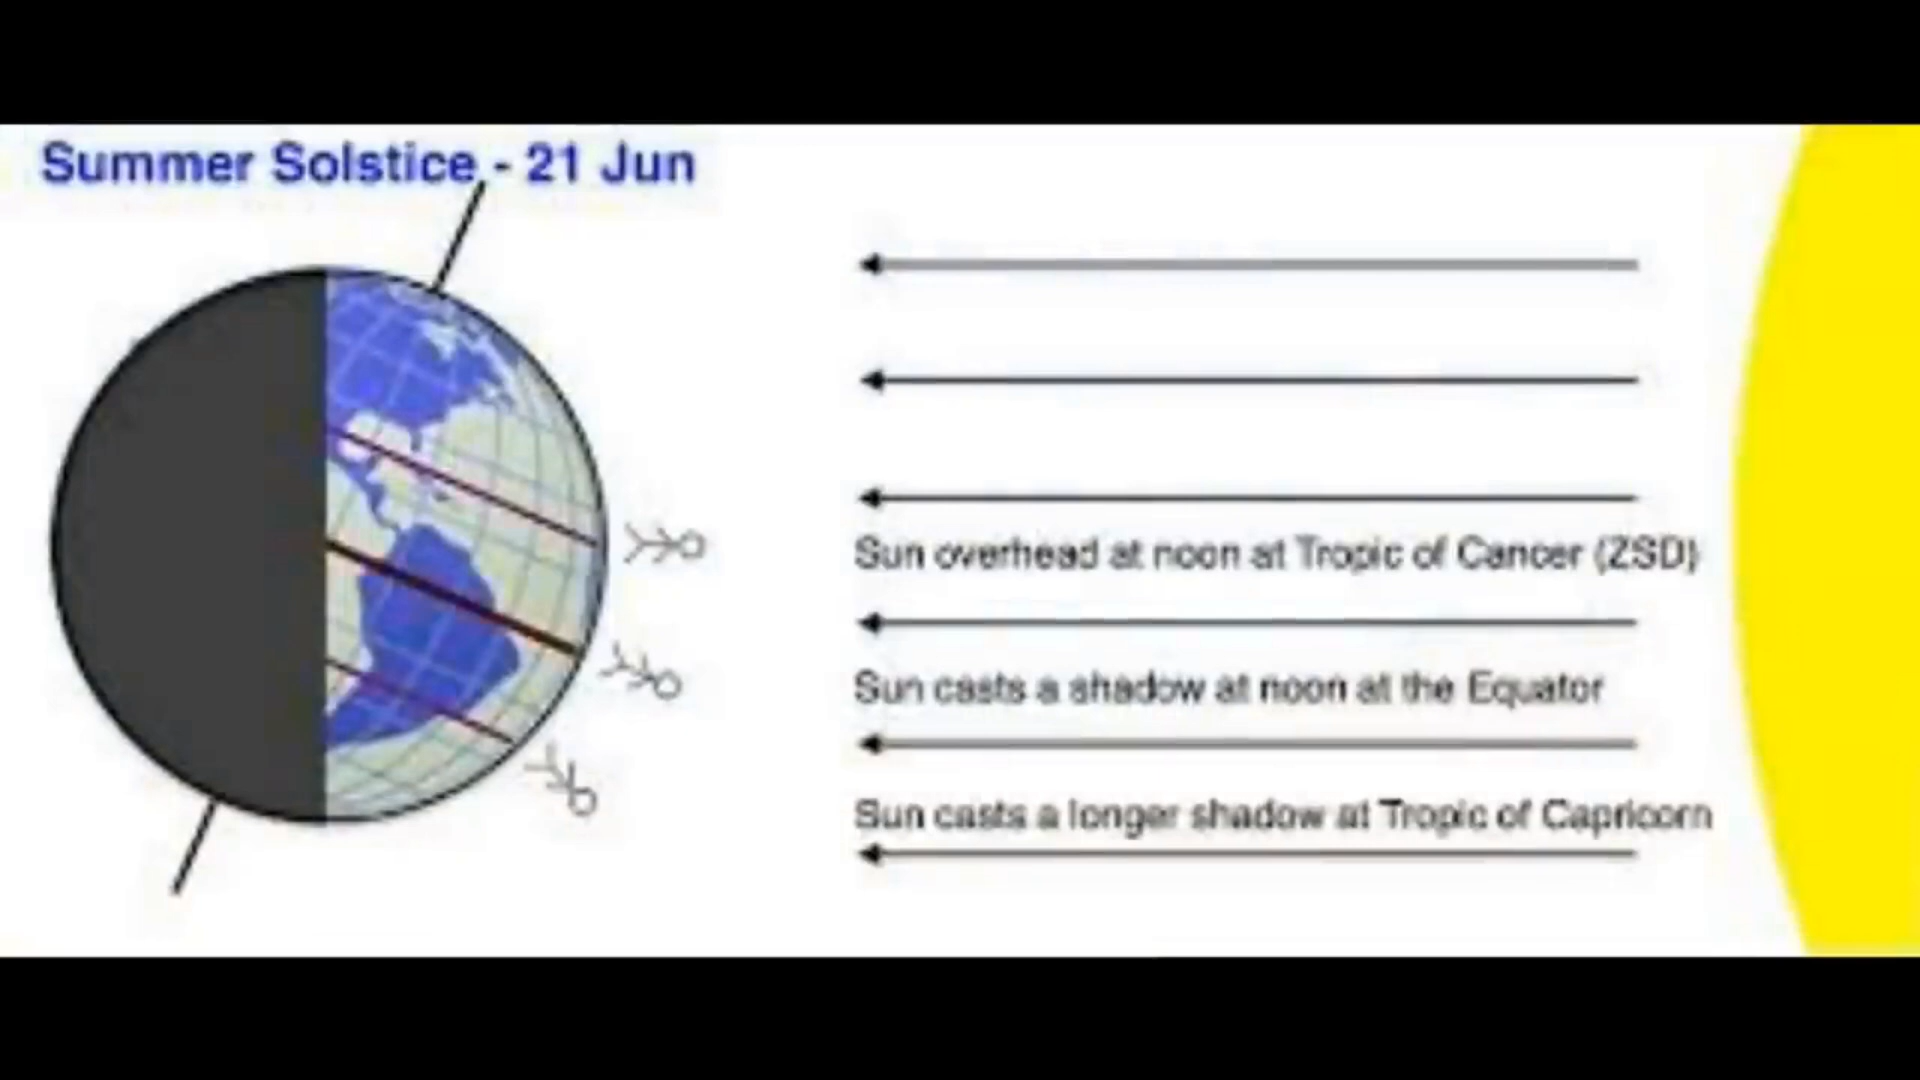 Summer Solstice - 21 Jun
Sun overhead at noon at Tropic of Cancer (ZSD)
Sun casts a shadow at noon at the Equator
Sun casts a longer shadow at Tropic of Capricorn